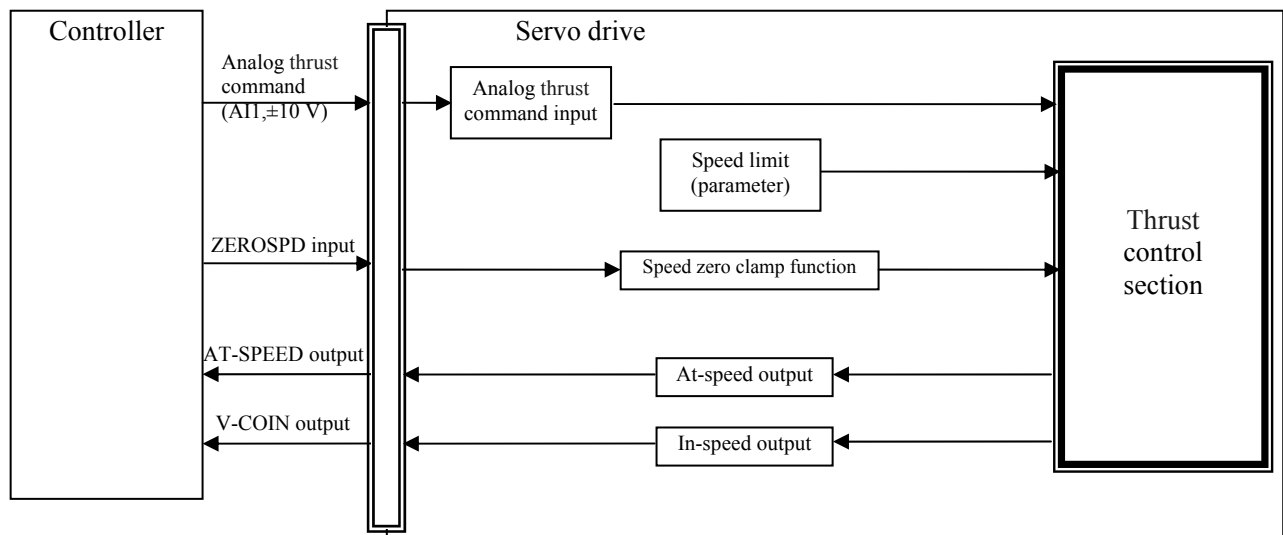 Controller
Servo drive
Analog thrust
command
(AI1,±10 V)
Analog thrust
command input
Speed limit
(parameter)
ZEROSPD input
Speed zero clamp function
Thrust
control
section
AT-SPEED output
At-speed output
V-COIN output
In-speed output